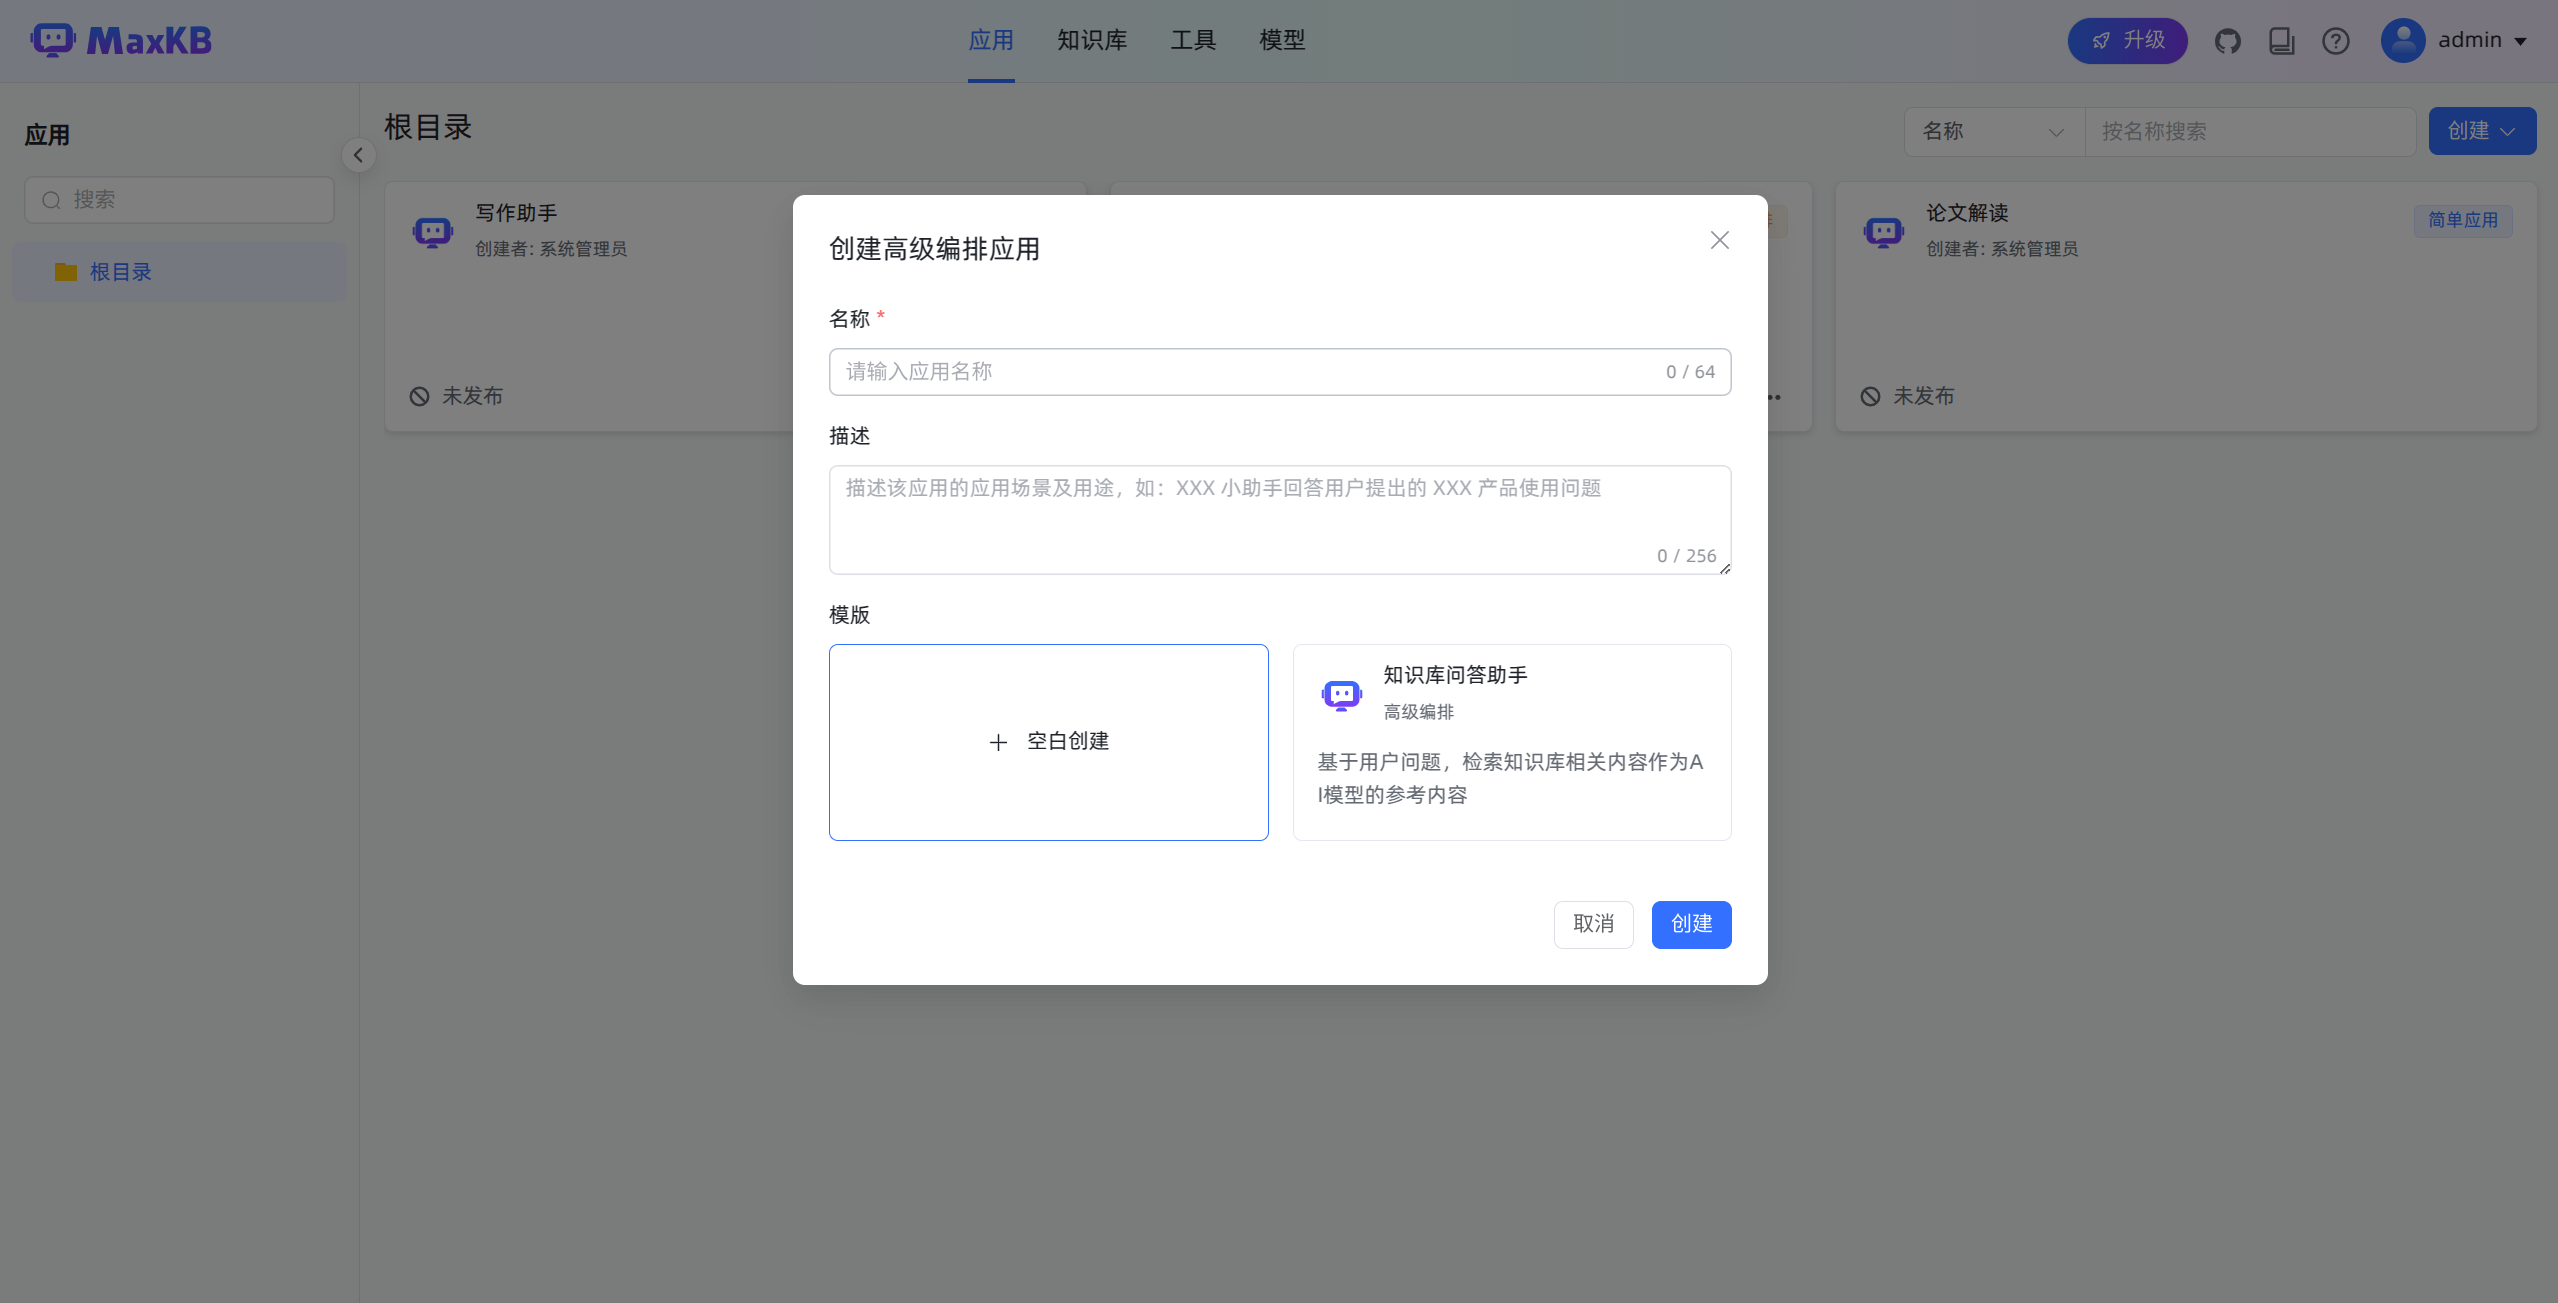 MaxKB
应用
知识库
工具
模型
升级
admin
应用
搜索
根目录
根目录
名称
按名称搜索
创建
写作助手
创建者: 系统管理员
未发布
论文解读
创建者: 系统管理员
简单应用
未发布
创建高级编排应用
名称 *
请输入应用名称
0 / 64
描述
描述该应用的应用场景及用途，如：XXX 小助手回答用户提出的 XXX 产品使用问题
0 / 256
模版
空白创建
知识库问答助手
高级编排
基于用户问题，检索知识库相关内容作为A
I模型的参考内容
取消
创建